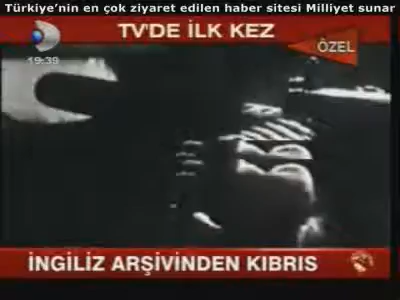 Türkiye'nin en çok ziyaret edilen haber sitesi Milliyet sunar
TV'DE İLK KEZ
ÖZEL
19:39
İNGİLİZ ARŞİVİNDEN KIBRIS